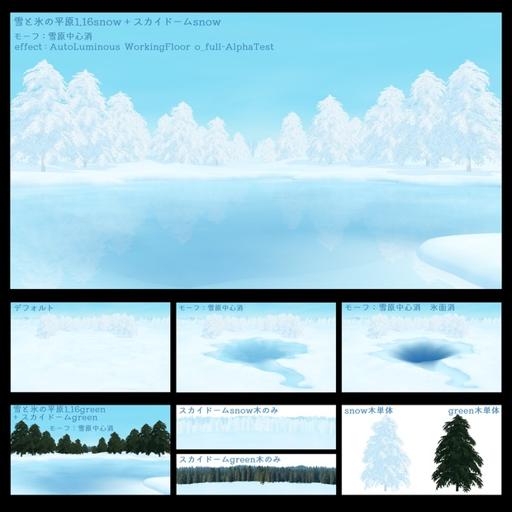 雪と氷の平原1,16snow + スカイドームsnow
モーフ：雪原中心消
effect : AutoLuminous WorkingFloor o_full-AlphaTest
デフォルト
モーフ：雪原中心消
モーフ：雪原中心消　氷面消
雪と氷の平原1,16green
+ スカイドームgreen
モーフ：雪原中心消
スカイドームsnow木のみ
スカイドームgreen木のみ
snow木単体
green木単体